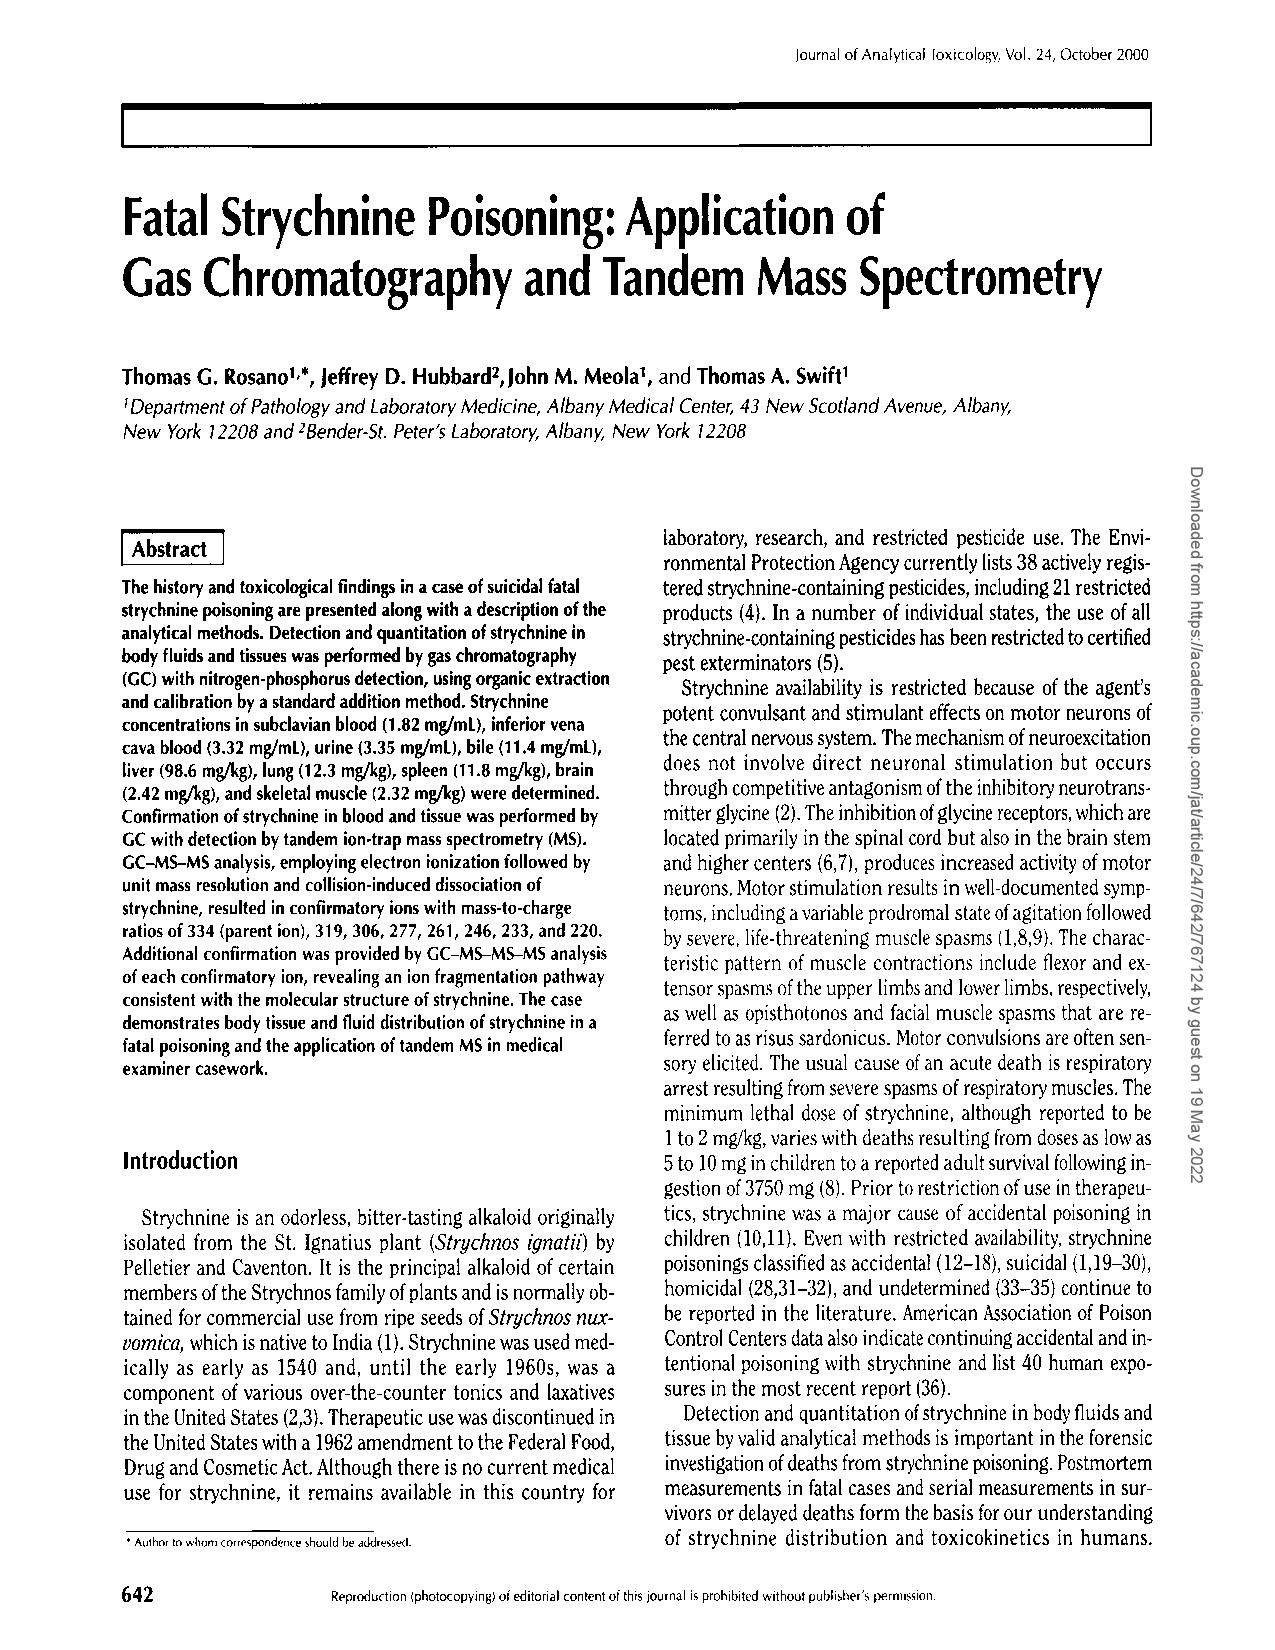 Journal of Analytical Toxicology, Vol. 24, October 2000
Fatal Strychnine Poisoning: Application of
Gas Chromatography and Tandem Mass Spectrometry
Thomas G. Rosano¹,*, Jeffrey D. Hubbard², John M. Meola¹, and Thomas A. Swift¹
¹Department of Pathology and Laboratory Medicine, Albany Medical Center, 43 New Scotland Avenue, Albany,
New York 12208 and ²Bender-St. Peter's Laboratory, Albany, New York 12208
Abstract
The history and toxicological findings in a case of suicidal fatal
strychnine poisoning are presented along with a description of the
analytical methods. Detection and quantitation of strychnine in
body fluids and tissues was performed by gas chromatography
(GC) with nitrogen-phosphorus detection, using organic extraction
and calibration by a standard addition method. Strychnine
concentrations in subclavian blood (1.82 mg/mL), inferior vena
cava blood (3.32 mg/mL), urine (3.35 mg/mL), bile (11.4 mg/mL),
liver (98.6 mg/kg), lung (12.3 mg/kg), spleen (11.8 mg/kg), brain
(2.42 mg/kg), and skeletal muscle (2.32 mg/kg) were determined.
Confirmation of strychnine in blood and tissue was performed by
GC with detection by tandem ion-trap mass spectrometry (MS).
GC–MS–MS analysis, employing electron ionization followed by
unit mass resolution and collision-induced dissociation of
strychnine, resulted in confirmatory ions with mass-to-charge
ratios of 334 (parent ion), 319, 306, 277, 261, 246, 233, and 220.
Additional confirmation was provided by GC–MS–MS–MS analysis
of each confirmatory ion, revealing an ion fragmentation pathway
consistent with the molecular structure of strychnine. The case
demonstrates body tissue and fluid distribution of strychnine in a
fatal poisoning and the application of tandem MS in medical
examiner casework.
Introduction
Strychnine is an odorless, bitter-tasting alkaloid originally
isolated from the St. Ignatius plant (Strychnos ignatii) by
Pelletier and Caventon. It is the principal alkaloid of certain
members of the Strychnos family of plants and is normally ob-
tained for commercial use from ripe seeds of Strychnos nux-
vomica, which is native to India (1). Strychnine was used med-
ically as early as 1540 and, until the early 1960s, was a
component of various over-the-counter tonics and laxatives
in the United States (2,3). Therapeutic use was discontinued in
the United States with a 1962 amendment to the Federal Food,
Drug and Cosmetic Act. Although there is no current medical
use for strychnine, it remains available in this country for
* Author to whom correspondence should be addressed.
laboratory, research, and restricted pesticide use. The Envi-
ronmental Protection Agency currently lists 38 actively regis-
tered strychnine-containing pesticides, including 21 restricted
products (4). In a number of individual states, the use of all
strychnine-containing pesticides has been restricted to certified
pest exterminators (5).
Strychnine availability is restricted because of the agent's
potent convulsant and stimulant effects on motor neurons of
the central nervous system. The mechanism of neuroexcitation
does not involve direct neuronal stimulation but occurs
through competitive antagonism of the inhibitory neurotrans-
mitter glycine (2). The inhibition of glycine receptors, which are
located primarily in the spinal cord but also in the brain stem
and higher centers (6,7), produces increased activity of motor
neurons. Motor stimulation results in well-documented symp-
toms, including a variable prodromal state of agitation followed
by severe, life-threatening muscle spasms (1,8,9). The charac-
teristic pattern of muscle contractions include flexor and ex-
tensor spasms of the upper limbs and lower limbs, respectively,
as well as opisthotonos and facial muscle spasms that are re-
ferred to as risus sardonicus. Motor convulsions are often sen-
sory elicited. The usual cause of an acute death is respiratory
arrest resulting from severe spasms of respiratory muscles. The
minimum lethal dose of strychnine, although reported to be
1 to 2 mg/kg, varies with deaths resulting from doses as low as
5 to 10 mg in children to a reported adult survival following in-
gestion of 3750 mg (8). Prior to restriction of use in therapeu-
tics, strychnine was a major cause of accidental poisoning in
children (10,11). Even with restricted availability, strychnine
poisonings classified as accidental (12–18), suicidal (1,19–30),
homicidal (28,31–32), and undetermined (33–35) continue to
be reported in the literature. American Association of Poison
Control Centers data also indicate continuing accidental and in-
tentional poisoning with strychnine and list 40 human expo-
sures in the most recent report (36).
Detection and quantitation of strychnine in body fluids and
tissue by valid analytical methods is important in the forensic
investigation of deaths from strychnine poisoning. Postmortem
measurements in fatal cases and serial measurements in sur-
vivors or delayed deaths form the basis for our understanding
of strychnine distribution and toxicokinetics in humans.
642
Reproduction (photocopying) of editorial content of this journal is prohibited without publisher's permission.
Downloaded from https://academic.oup.com/jat/article/24/7/642/767124 by guest on 19 May 2022